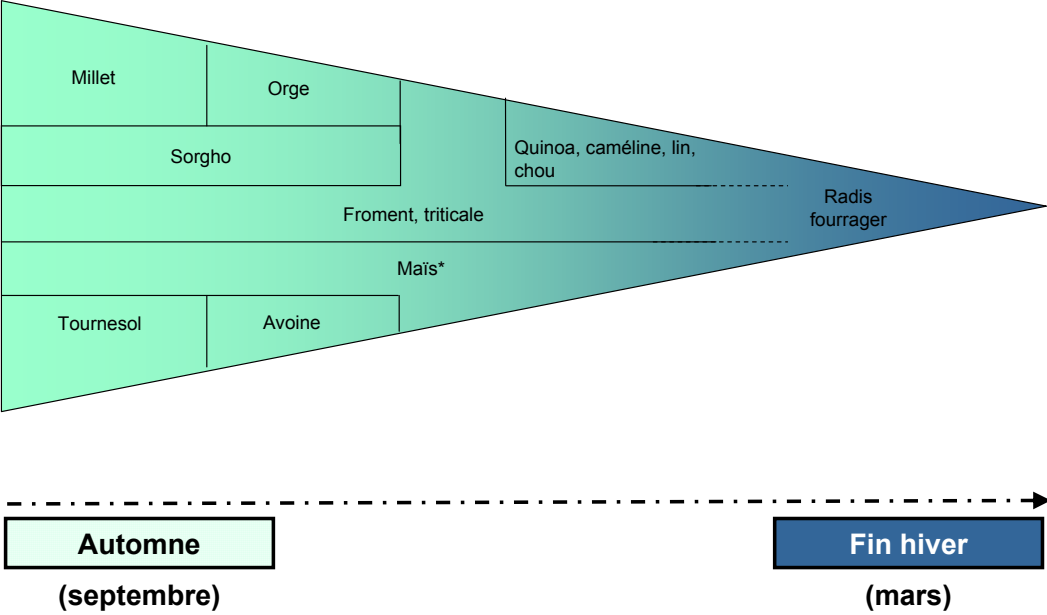 Millet
Orge
Sorgho
Quinoa, caméline, lin,
chou
Froment, triticale
Radis
fourrager
Maïs*
Tournesol
Avoine
Automne
Fin hiver
(septembre)
(mars)